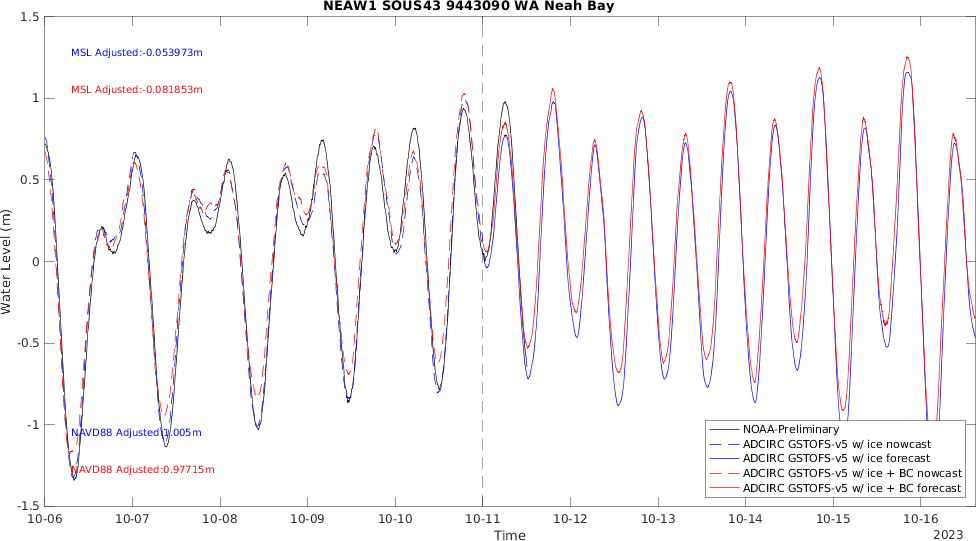 NEAW1 SOUS43 9443090 WA Neah Bay
1.5
MSL Adjusted:-0.053973m
MSL Adjusted:-0.081853m
1
0.5
Water Level (m)
0
-0.5
-1
NAVD88 Adjusted:1.005m
NAVD88 Adjusted:0.97715m
-1.5
NOAA-Preliminary
ADCIRC GSTOFS-v5 w/ ice nowcast
ADCIRC GSTOFS-v5 w/ ice forecast
ADCIRC GSTOFS-v5 w/ ice + BC nowcast
ADCIRC GSTOFS-v5 w/ ice + BC forecast
10-06 10-07 10-08 10-09 10-10 10-11 10-12 10-13 10-14 10-15 10-16
Time
2023